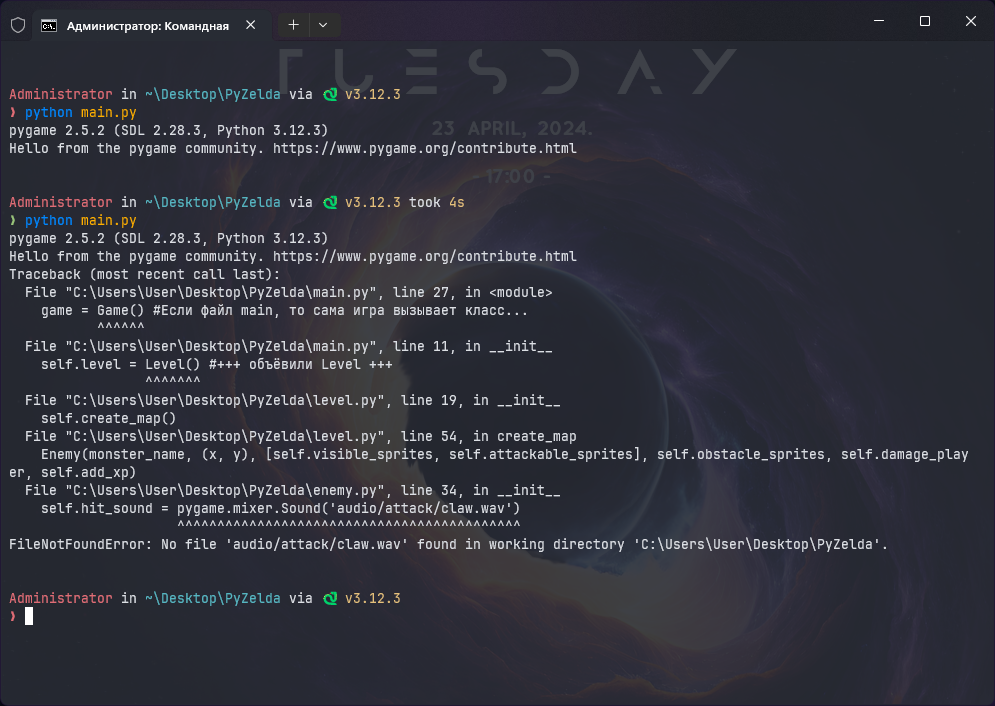 Администратор: Командная
TUESDAY
Administrator in ~\Desktop\PyZelda via v3.12.3
❯ python main.py
23 APRIL, 2024.
pygame 2.5.2 (SDL 2.28.3, Python 3.12.3)
Hello from the pygame community. https://www.pygame.org/contribute.html
- 17:00 -
Administrator in ~\Desktop\PyZelda via v3.12.3 took 4s
❯ python main.py
pygame 2.5.2 (SDL 2.28.3, Python 3.12.3)
Hello from the pygame community. https://www.pygame.org/contribute.html
Traceback (most recent call last):
File "C:\Users\User\Desktop\PyZelda\main.py", line 27, in <module>
game = Game() #Если файл main, то сама игра вызывает класс...
^^^^^^
File "C:\Users\User\Desktop\PyZelda\main.py", line 11, in __init__
self.level = Level() #+++ объёвили Level +++
^^^^^^^
File "C:\Users\User\Desktop\PyZelda\level.py", line 19, in __init__
self.create_map()
File "C:\Users\User\Desktop\PyZelda\level.py", line 54, in create_map
Enemy(monster_name, (x, y), [self.visible_sprites, self.attackable_sprites], self.obstacle_sprites, self.damage_play
er, self.add_xp)
File "C:\Users\User\Desktop\PyZelda\enemy.py", line 34, in __init__
self.hit_sound = pygame.mixer.Sound('audio/attack/claw.wav')
^^^^^^^^^^^^^^^^^^^^^^^^^^^^^^^^^^^^^^^^^^^
FileNotFoundError: No file 'audio/attack/claw.wav' found in working directory 'C:\Users\User\Desktop\PyZelda'.
Administrator in ~\Desktop\PyZelda via v3.12.3
❯